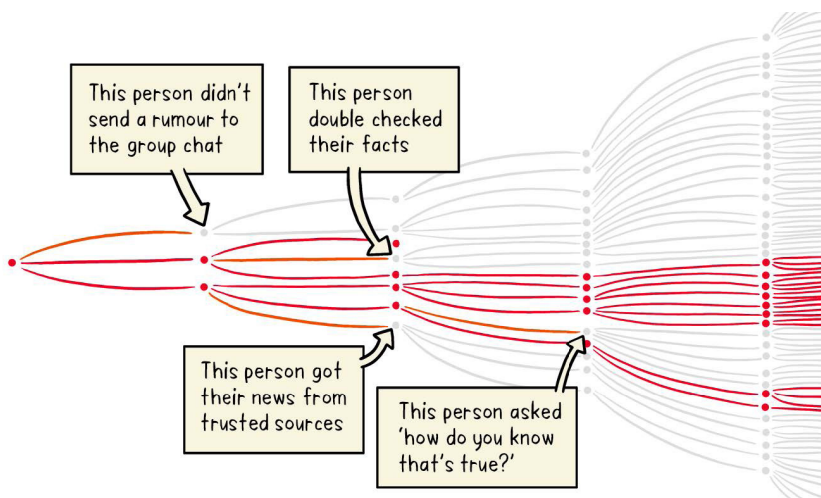 This person didn't
send a rumour to
the group chat
This person
double checked
their facts
This person got
their news from
trusted sources
This person asked
'how do you know
that's true?'